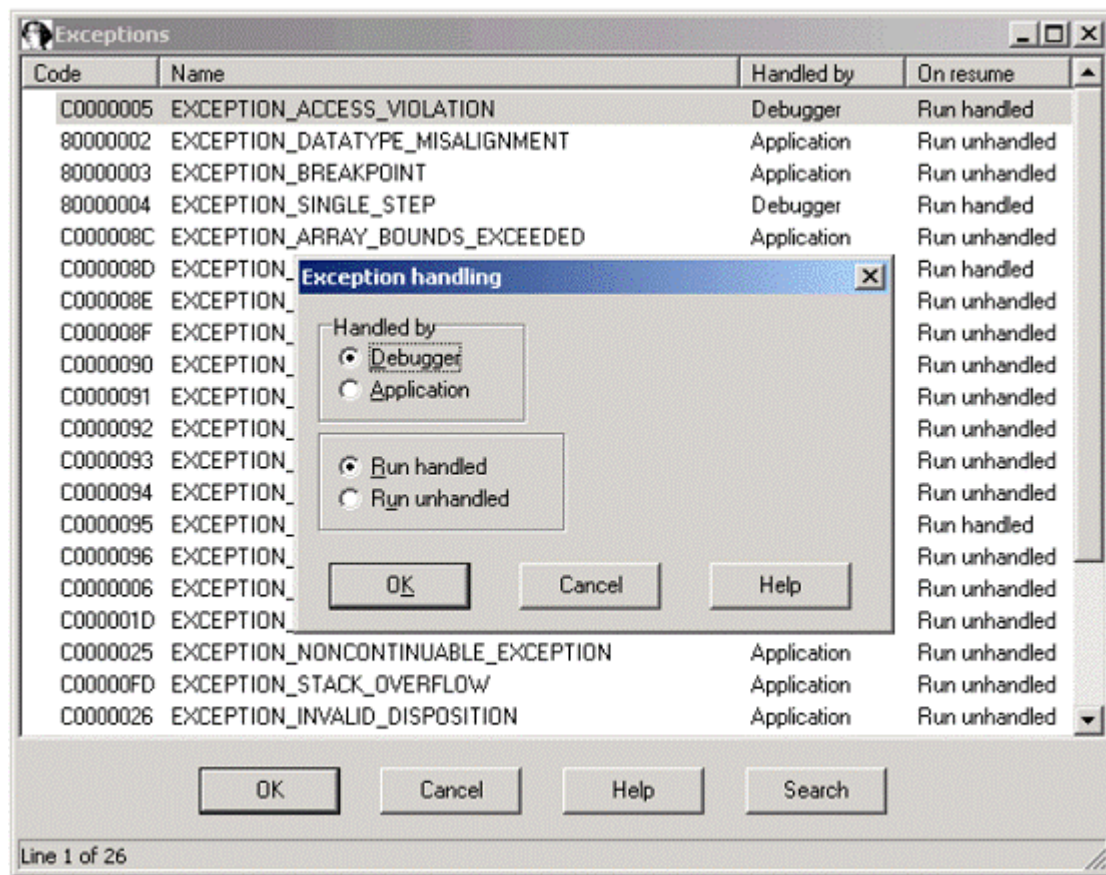 Exceptions
Code Name Handled by On resume
C0000005 EXCEPTION_ACCESS_VIOLATION Debugger Run handled
80000002 EXCEPTION_DATATYPE_MISALIGNMENT Application Run unhandled
80000003 EXCEPTION_BREAKPOINT Application Run unhandled
80000004 EXCEPTION_SINGLE_STEP Debugger Run handled
C000008C EXCEPTION_ARRAY_BOUNDS_EXCEEDED Application Run unhandled
C000008D EXCEPTION_ Run handled
C000008E EXCEPTION_ Run unhandled
C000008F EXCEPTION_ Run unhandled
C0000090 EXCEPTION_ Run unhandled
C0000091 EXCEPTION_ Run unhandled
C0000092 EXCEPTION_ Run unhandled
C0000093 EXCEPTION_ Run unhandled
C0000094 EXCEPTION_ Run unhandled
C0000095 EXCEPTION_ Run handled
C0000096 EXCEPTION_ Run unhandled
C0000006 EXCEPTION_ Run unhandled
C000001D EXCEPTION_ Run unhandled
C0000025 EXCEPTION_NONCONTINUABLE_EXCEPTION Application Run unhandled
C00000FD EXCEPTION_STACK_OVERFLOW Application Run unhandled
C0000026 EXCEPTION_INVALID_DISPOSITION Application Run unhandled
Exception handling
Handled by
Debugger
Application
Run handled
Run unhandled
OK Cancel Help
OK Cancel Help Search
Line 1 of 26